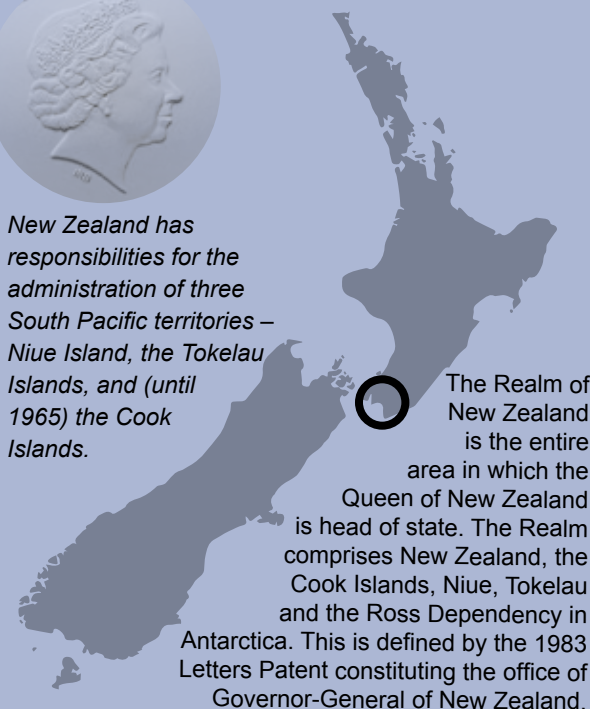 New Zealand has
responsibilities for the
administration of three
South Pacific territories –
Niue Island, the Tokelau
Islands, and (until
1965) the Cook
Islands.
The Realm of
New Zealand
is the entire
area in which the
Queen of New Zealand
is head of state. The Realm
comprises New Zealand, the
Cook Islands, Niue, Tokelau
and the Ross Dependency in
Antarctica. This is defined by the 1983
Letters Patent constituting the office of
Governor-General of New Zealand.